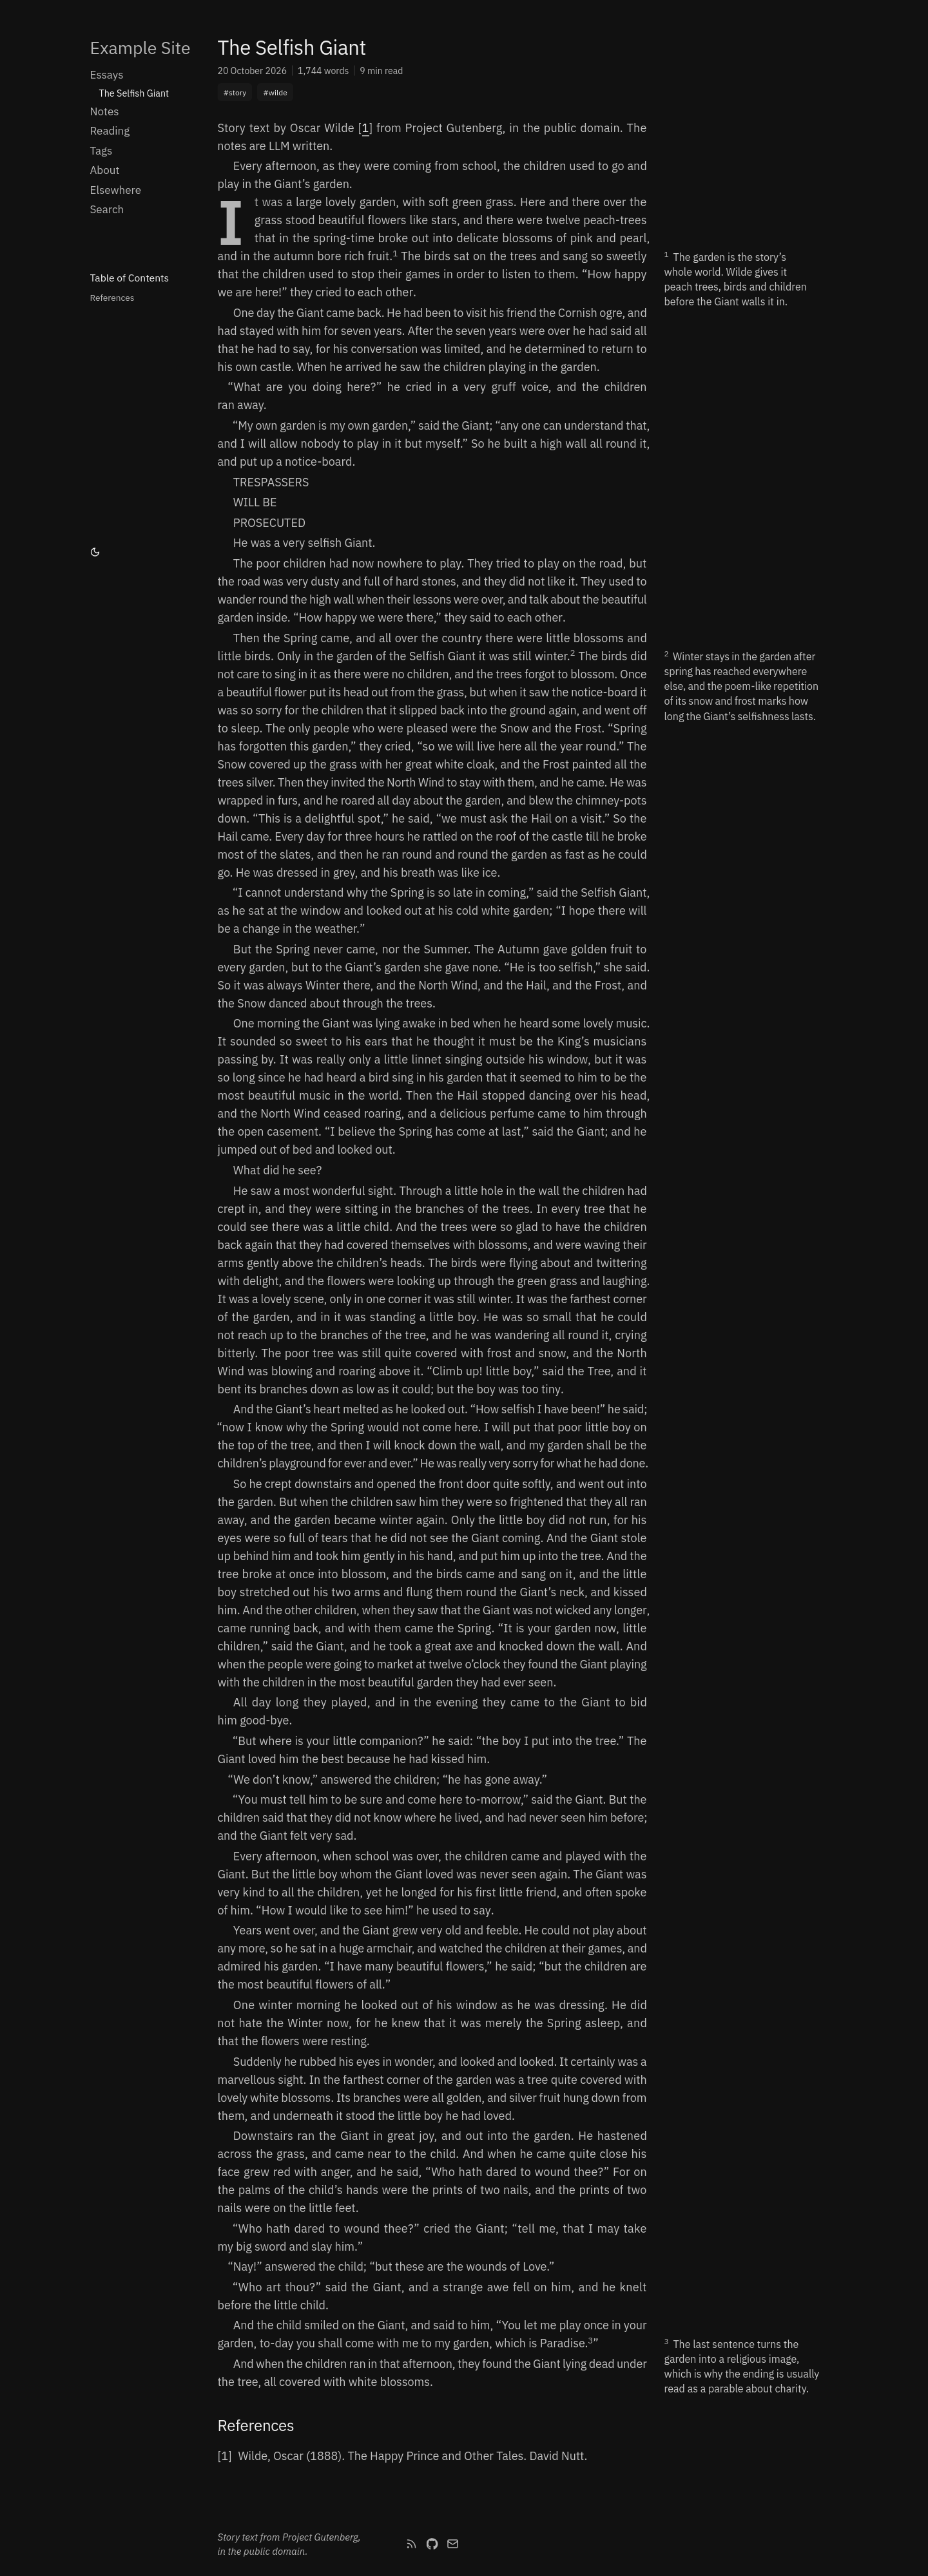 Example Site
Essays
The Selfish Giant
Notes
Reading
Tags
About
Elsewhere
Search
Table of Contents
References
The Selfish Giant
20 October 2026 | 1,744 words | 9 min read
#story #wilde
Story text by Oscar Wilde [1] from Project Gutenberg, in the public domain. The
notes are LLM written.
Every afternoon, as they were coming from school, the children used to go and
play in the Giant’s garden.
It was a large lovely garden, with soft green grass. Here and there over the
grass stood beautiful flowers like stars, and there were twelve peach-trees
that in the spring-time broke out into delicate blossoms of pink and pearl,
and in the autumn bore rich fruit.1 The birds sat on the trees and sang so sweetly
that the children used to stop their games in order to listen to them. “How happy
we are here!” they cried to each other.
1 The garden is the story’s
whole world. Wilde gives it
peach trees, birds and children
before the Giant walls it in.
One day the Giant came back. He had been to visit his friend the Cornish ogre, and
had stayed with him for seven years. After the seven years were over he had said all
that he had to say, for his conversation was limited, and he determined to return to
his own castle. When he arrived he saw the children playing in the garden.
“What are you doing here?” he cried in a very gruff voice, and the children
ran away.
“My own garden is my own garden,” said the Giant; “any one can understand that,
and I will allow nobody to play in it but myself.” So he built a high wall all round it,
and put up a notice-board.
TRESPASSERS
WILL BE
PROSECUTED
He was a very selfish Giant.
The poor children had now nowhere to play. They tried to play on the road, but
the road was very dusty and full of hard stones, and they did not like it. They used to
wander round the high wall when their lessons were over, and talk about the beautiful
garden inside. “How happy we were there,” they said to each other.
Then the Spring came, and all over the country there were little blossoms and
little birds. Only in the garden of the Selfish Giant it was still winter.2 The birds did
not care to sing in it as there were no children, and the trees forgot to blossom. Once
a beautiful flower put its head out from the grass, but when it saw the notice-board it
was so sorry for the children that it slipped back into the ground again, and went off
to sleep. The only people who were pleased were the Snow and the Frost. “Spring
has forgotten this garden,” they cried, “so we will live here all the year round.” The
Snow covered up the grass with her great white cloak, and the Frost painted all the
trees silver. Then they invited the North Wind to stay with them, and he came. He was
wrapped in furs, and he roared all day about the garden, and blew the chimney-pots
down. “This is a delightful spot,” he said, “we must ask the Hail on a visit.” So the
Hail came. Every day for three hours he rattled on the roof of the castle till he broke
most of the slates, and then he ran round and round the garden as fast as he could
go. He was dressed in grey, and his breath was like ice.
2 Winter stays in the garden after
spring has reached everywhere
else, and the poem-like repetition
of its snow and frost marks how
long the Giant’s selfishness lasts.
“I cannot understand why the Spring is so late in coming,” said the Selfish Giant,
as he sat at the window and looked out at his cold white garden; “I hope there will
be a change in the weather.”
But the Spring never came, nor the Summer. The Autumn gave golden fruit to
every garden, but to the Giant’s garden she gave none. “He is too selfish,” she said.
So it was always Winter there, and the North Wind, and the Hail, and the Frost, and
the Snow danced about through the trees.
One morning the Giant was lying awake in bed when he heard some lovely music.
It sounded so sweet to his ears that he thought it must be the King’s musicians
passing by. It was really only a little linnet singing outside his window, but it was
so long since he had heard a bird sing in his garden that it seemed to him to be the
most beautiful music in the world. Then the Hail stopped dancing over his head,
and the North Wind ceased roaring, and a delicious perfume came to him through
the open casement. “I believe the Spring has come at last,” said the Giant; and he
jumped out of bed and looked out.
What did he see?
He saw a most wonderful sight. Through a little hole in the wall the children had
crept in, and they were sitting in the branches of the trees. In every tree that he
could see there was a little child. And the trees were so glad to have the children
back again that they had covered themselves with blossoms, and were waving their
arms gently above the children’s heads. The birds were flying about and twittering
with delight, and the flowers were looking up through the green grass and laughing.
It was a lovely scene, only in one corner it was still winter. It was the farthest corner
of the garden, and in it was standing a little boy. He was so small that he could
not reach up to the branches of the tree, and he was wandering all round it, crying
bitterly. The poor tree was still quite covered with frost and snow, and the North
Wind was blowing and roaring above it. “Climb up! little boy,” said the Tree, and it
bent its branches down as low as it could; but the boy was too tiny.
And the Giant’s heart melted as he looked out. “How selfish I have been!” he said;
“now I know why the Spring would not come here. I will put that poor little boy on
the top of the tree, and then I will knock down the wall, and my garden shall be the
children’s playground for ever and ever.” He was really very sorry for what he had done.
So he crept downstairs and opened the front door quite softly, and went out into
the garden. But when the children saw him they were so frightened that they all ran
away, and the garden became winter again. Only the little boy did not run, for his
eyes were so full of tears that he did not see the Giant coming. And the Giant stole
up behind him and took him gently in his hand, and put him up into the tree. And the
tree broke at once into blossom, and the birds came and sang on it, and the little
boy stretched out his two arms and flung them round the Giant’s neck, and kissed
him. And the other children, when they saw that the Giant was not wicked any longer,
came running back, and with them came the Spring. “It is your garden now, little
children,” said the Giant, and he took a great axe and knocked down the wall. And
when the people were going to market at twelve o’clock they found the Giant playing
with the children in the most beautiful garden they had ever seen.
All day long they played, and in the evening they came to the Giant to bid
him good-bye.
“But where is your little companion?” he said: “the boy I put into the tree.” The
Giant loved him the best because he had kissed him.
“We don’t know,” answered the children; “he has gone away.”
“You must tell him to be sure and come here to-morrow,” said the Giant. But the
children said that they did not know where he lived, and had never seen him before;
and the Giant felt very sad.
Every afternoon, when school was over, the children came and played with the
Giant. But the little boy whom the Giant loved was never seen again. The Giant was
very kind to all the children, yet he longed for his first little friend, and often spoke
of him. “How I would like to see him!” he used to say.
Years went over, and the Giant grew very old and feeble. He could not play about
any more, so he sat in a huge armchair, and watched the children at their games, and
admired his garden. “I have many beautiful flowers,” he said; “but the children are
the most beautiful flowers of all.”
One winter morning he looked out of his window as he was dressing. He did
not hate the Winter now, for he knew that it was merely the Spring asleep, and
that the flowers were resting.
Suddenly he rubbed his eyes in wonder, and looked and looked. It certainly was a
marvellous sight. In the farthest corner of the garden was a tree quite covered with
lovely white blossoms. Its branches were all golden, and silver fruit hung down from
them, and underneath it stood the little boy he had loved.
Downstairs ran the Giant in great joy, and out into the garden. He hastened
across the grass, and came near to the child. And when he came quite close his
face grew red with anger, and he said, “Who hath dared to wound thee?” For on
the palms of the child’s hands were the prints of two nails, and the prints of two
nails were on the little feet.
“Who hath dared to wound thee?” cried the Giant; “tell me, that I may take
my big sword and slay him.”
“Nay!” answered the child; “but these are the wounds of Love.”
“Who art thou?” said the Giant, and a strange awe fell on him, and he knelt
before the little child.
And the child smiled on the Giant, and said to him, “You let me play once in your
garden, to-day you shall come with me to my garden, which is Paradise.3”
3 The last sentence turns the
garden into a religious image,
which is why the ending is usually
read as a parable about charity.
And when the children ran in that afternoon, they found the Giant lying dead under
the tree, all covered with white blossoms.
References
[1] Wilde, Oscar (1888). The Happy Prince and Other Tales. David Nutt.
Story text from Project Gutenberg,
in the public domain.